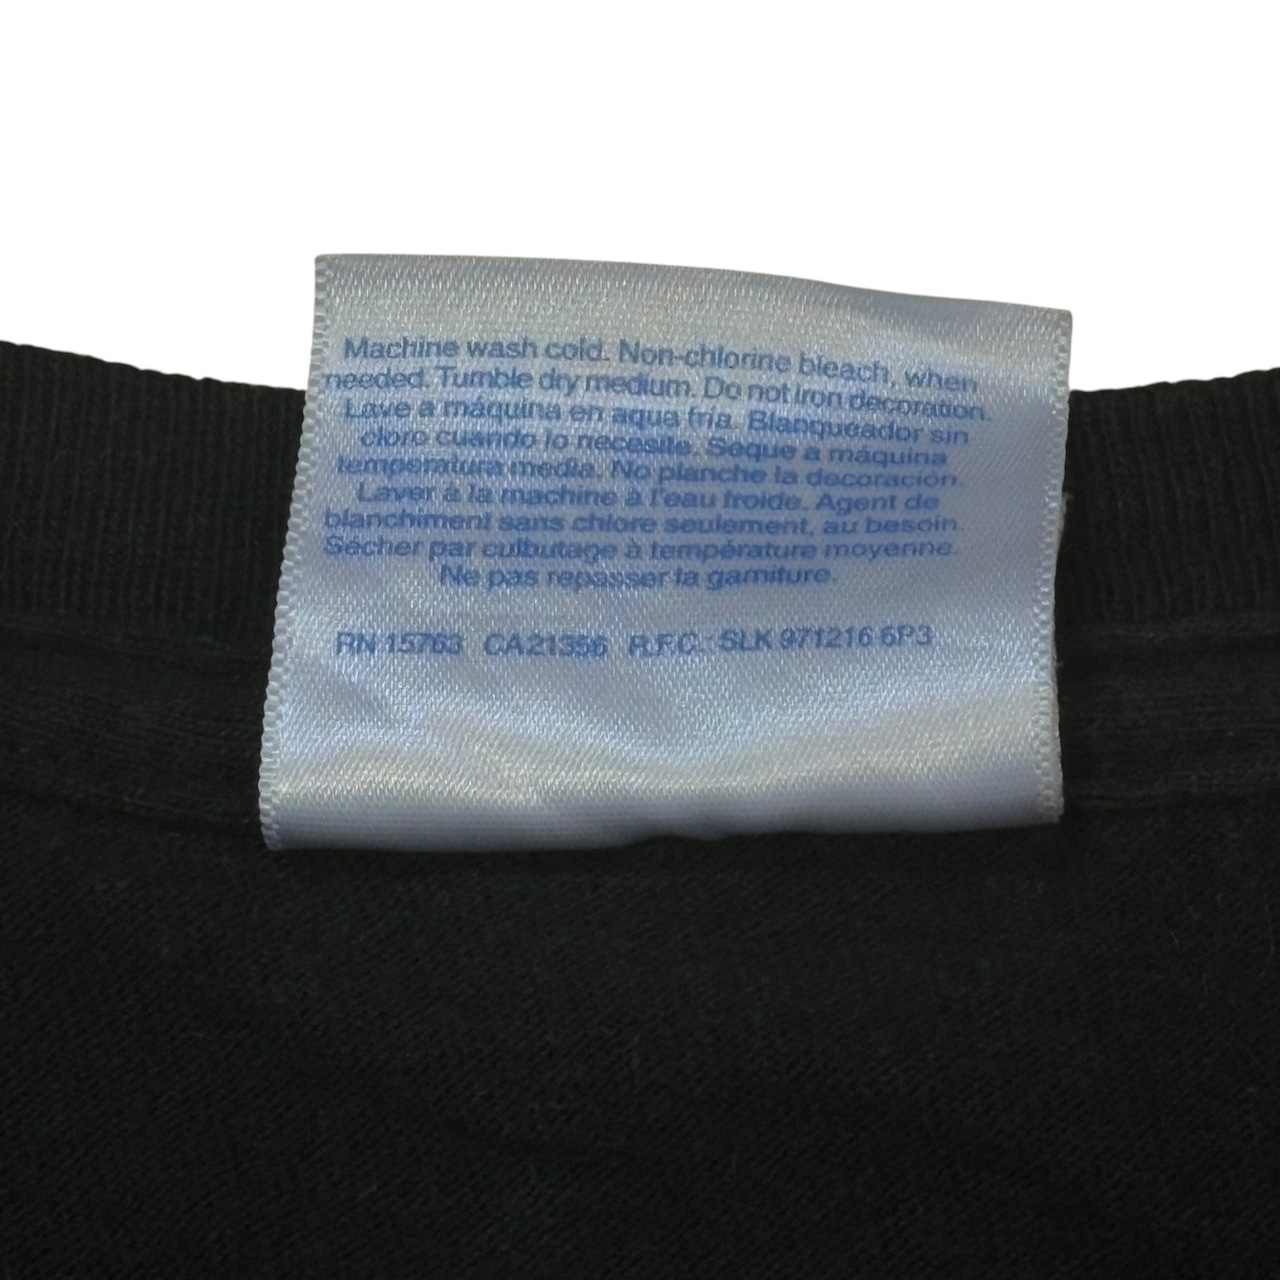 Machine wash cold. Non-chlorine bleach, when
needed. Tumble dry medium. Do not iron decoration.
Lave a máquina en aqua fría. Blanqueador sin
cloro cuando lo necesite. Seque a máquina
temperatura media. No planche la decoración.
Laver à la machine à l'eau froide. Agent de
blanchiment sans chlore seulement, au besoin.
Sécher par culbutage à température moyenne.
Ne pas repasser la garniture.
RN 15763 CA21356 R.F.C. SLK 971216 6P3